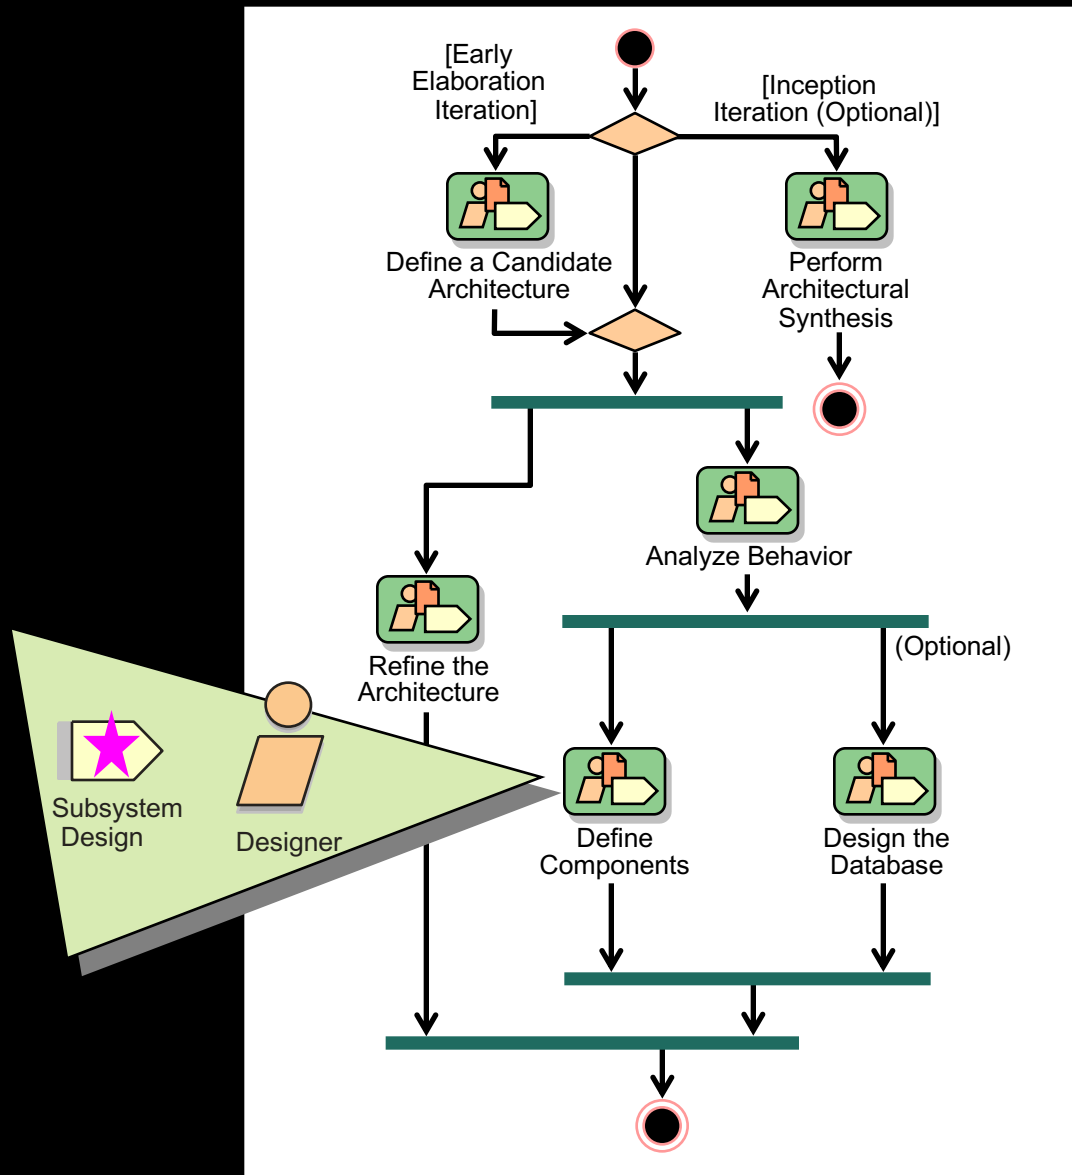 [Early
Elaboration
Iteration]
[Inception
Iteration (Optional)]
Define a Candidate
Architecture
Perform
Architectural
Synthesis
Analyze Behavior
(Optional)
Refine the
Architecture
Subsystem
Design
Designer
Define
Components
Design the
Database